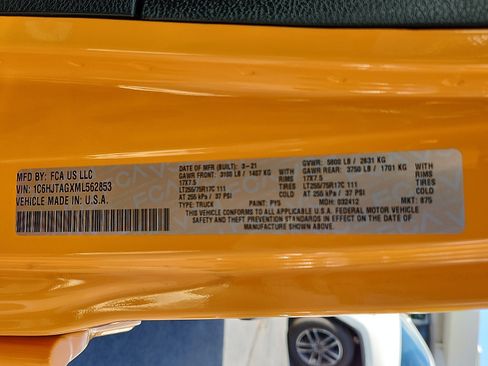 MFD BY: FCA US LLC
VIN: 1C6HJTAGXML562853
VEHICLE MADE IN: U.S.A.
DATE OF MFR (BUILT): 3-21
GAWR FRONT: 3100 LB / 1407 KG WITH
17X7.5 RIMS
LT255/75R17C 111 TIRES
AT 255 kPa / 37 PSI COLD
TYPE: TRUCK
GVWR: 5800 LB / 2631 KG
GAWR REAR: 3750 LB / 1701 KG WITH
17X7.5 RIMS
LT255/75R17C 111 TIRES
AT 255 kPa / 37 PSI COLD
PAINT: PYS
MDH: 032412
MKT: 875
THIS VEHICLE CONFORMS TO ALL APPLICABLE U.S.A. FEDERAL MOTOR VEHICLE
SAFETY AND THEFT PREVENTION STANDARDS IN EFFECT ON THE DATE OF
MANUFACTURE SHOWN ABOVE.